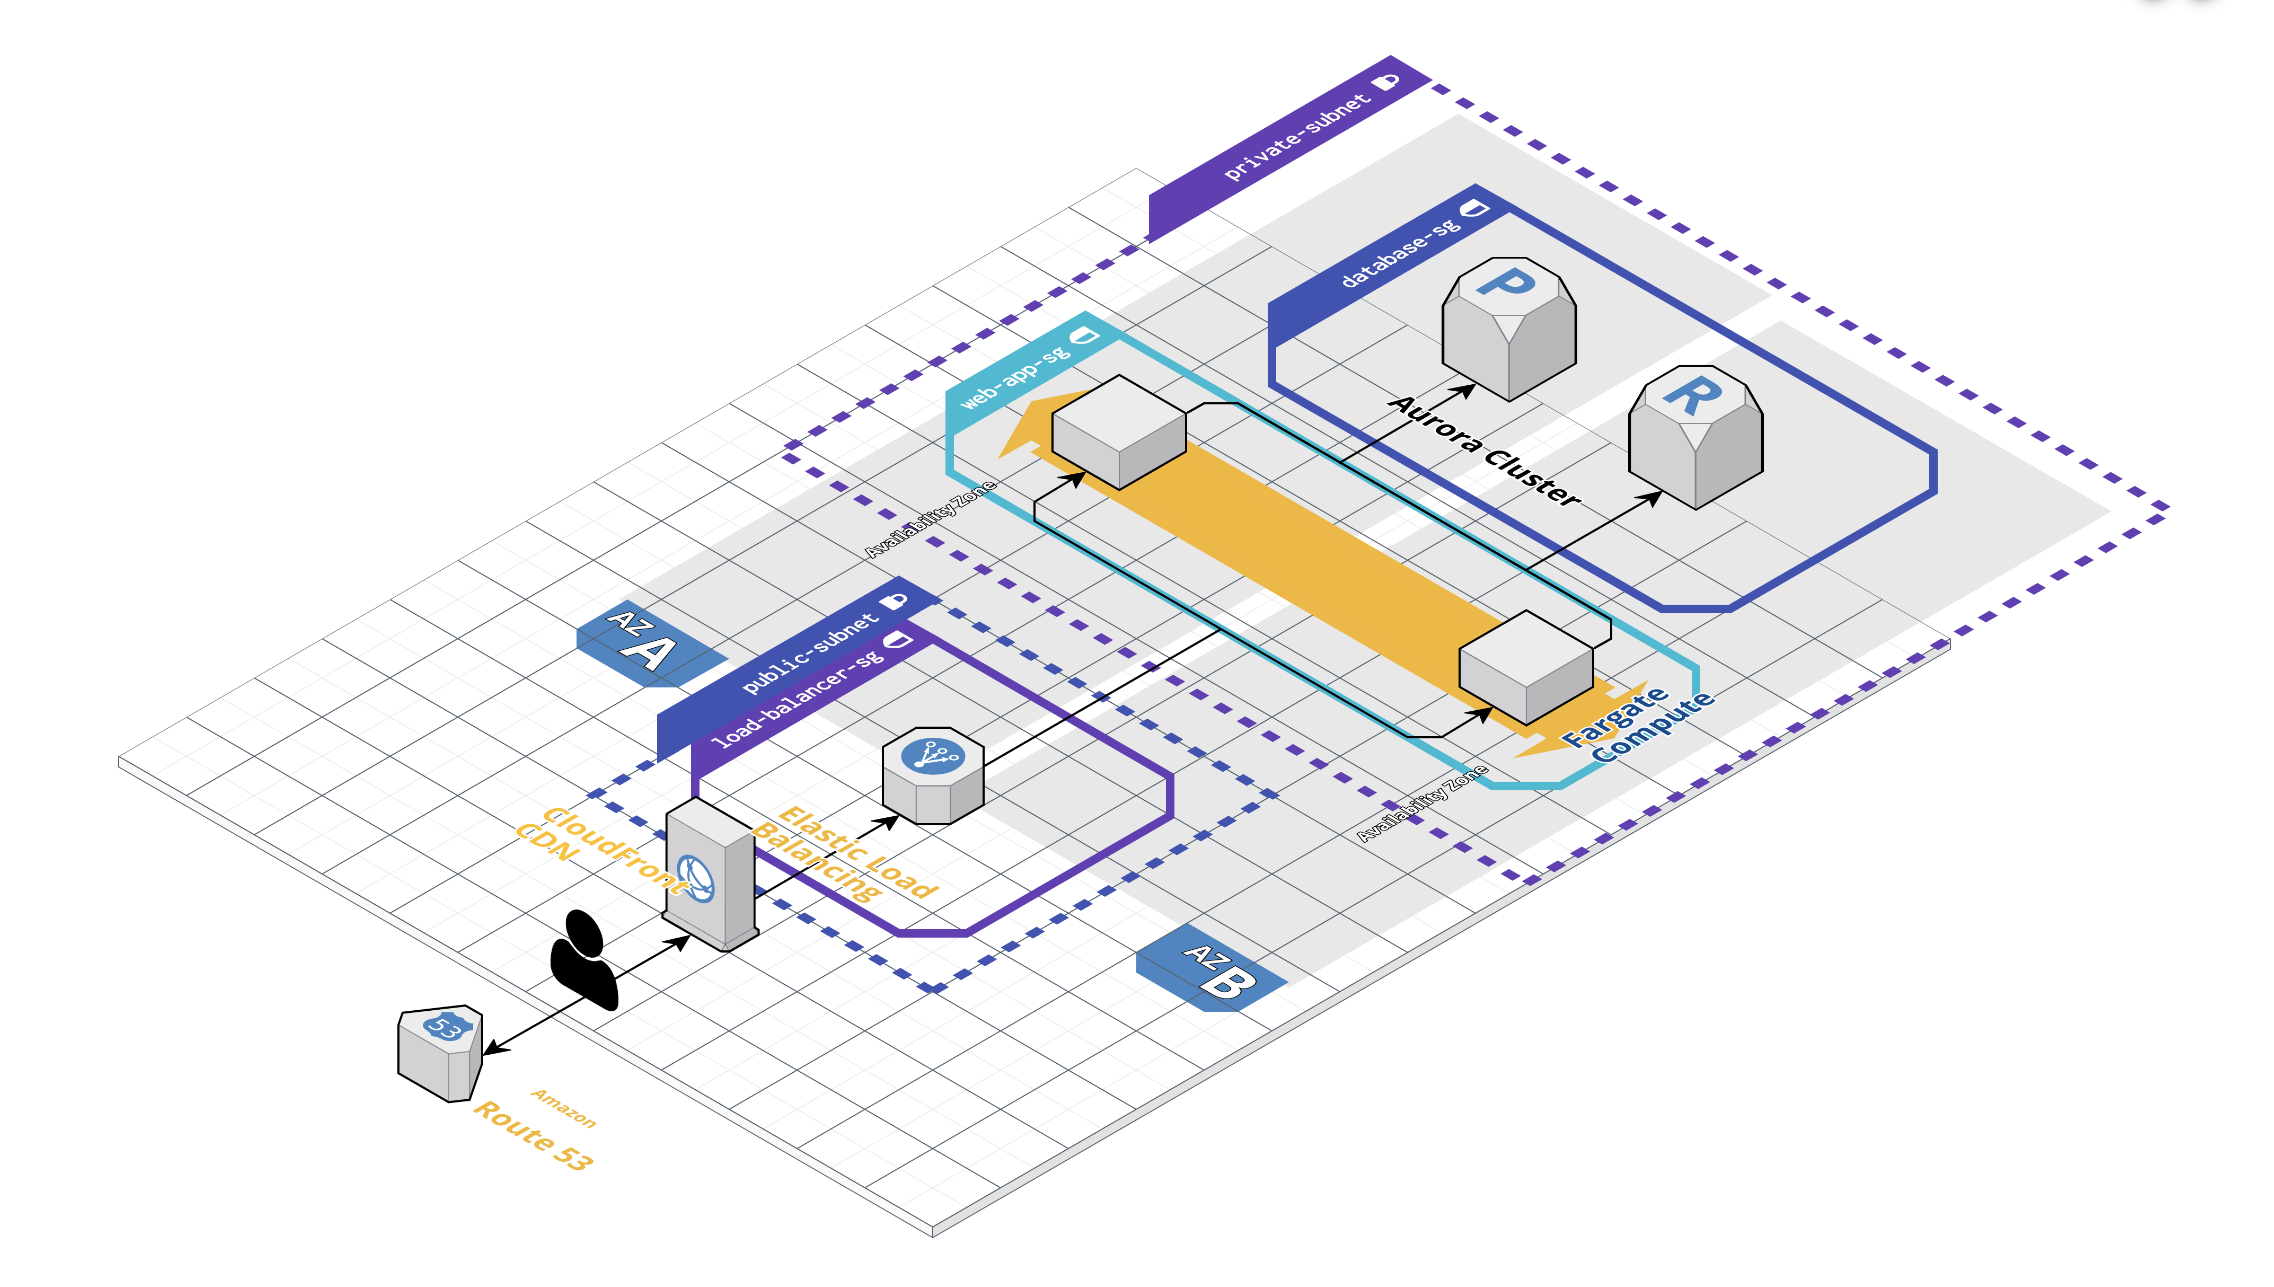 private-subnet
database-sg
P
R
web-app-sg
Aurora Cluster
Availability Zone
AZ
A
public-subnet
load-balancer-sg
Fargate
Compute
Availability Zone
CloudFront
CDN
Elastic Load
Balancing
AZ
B
53
Amazon
Route 53